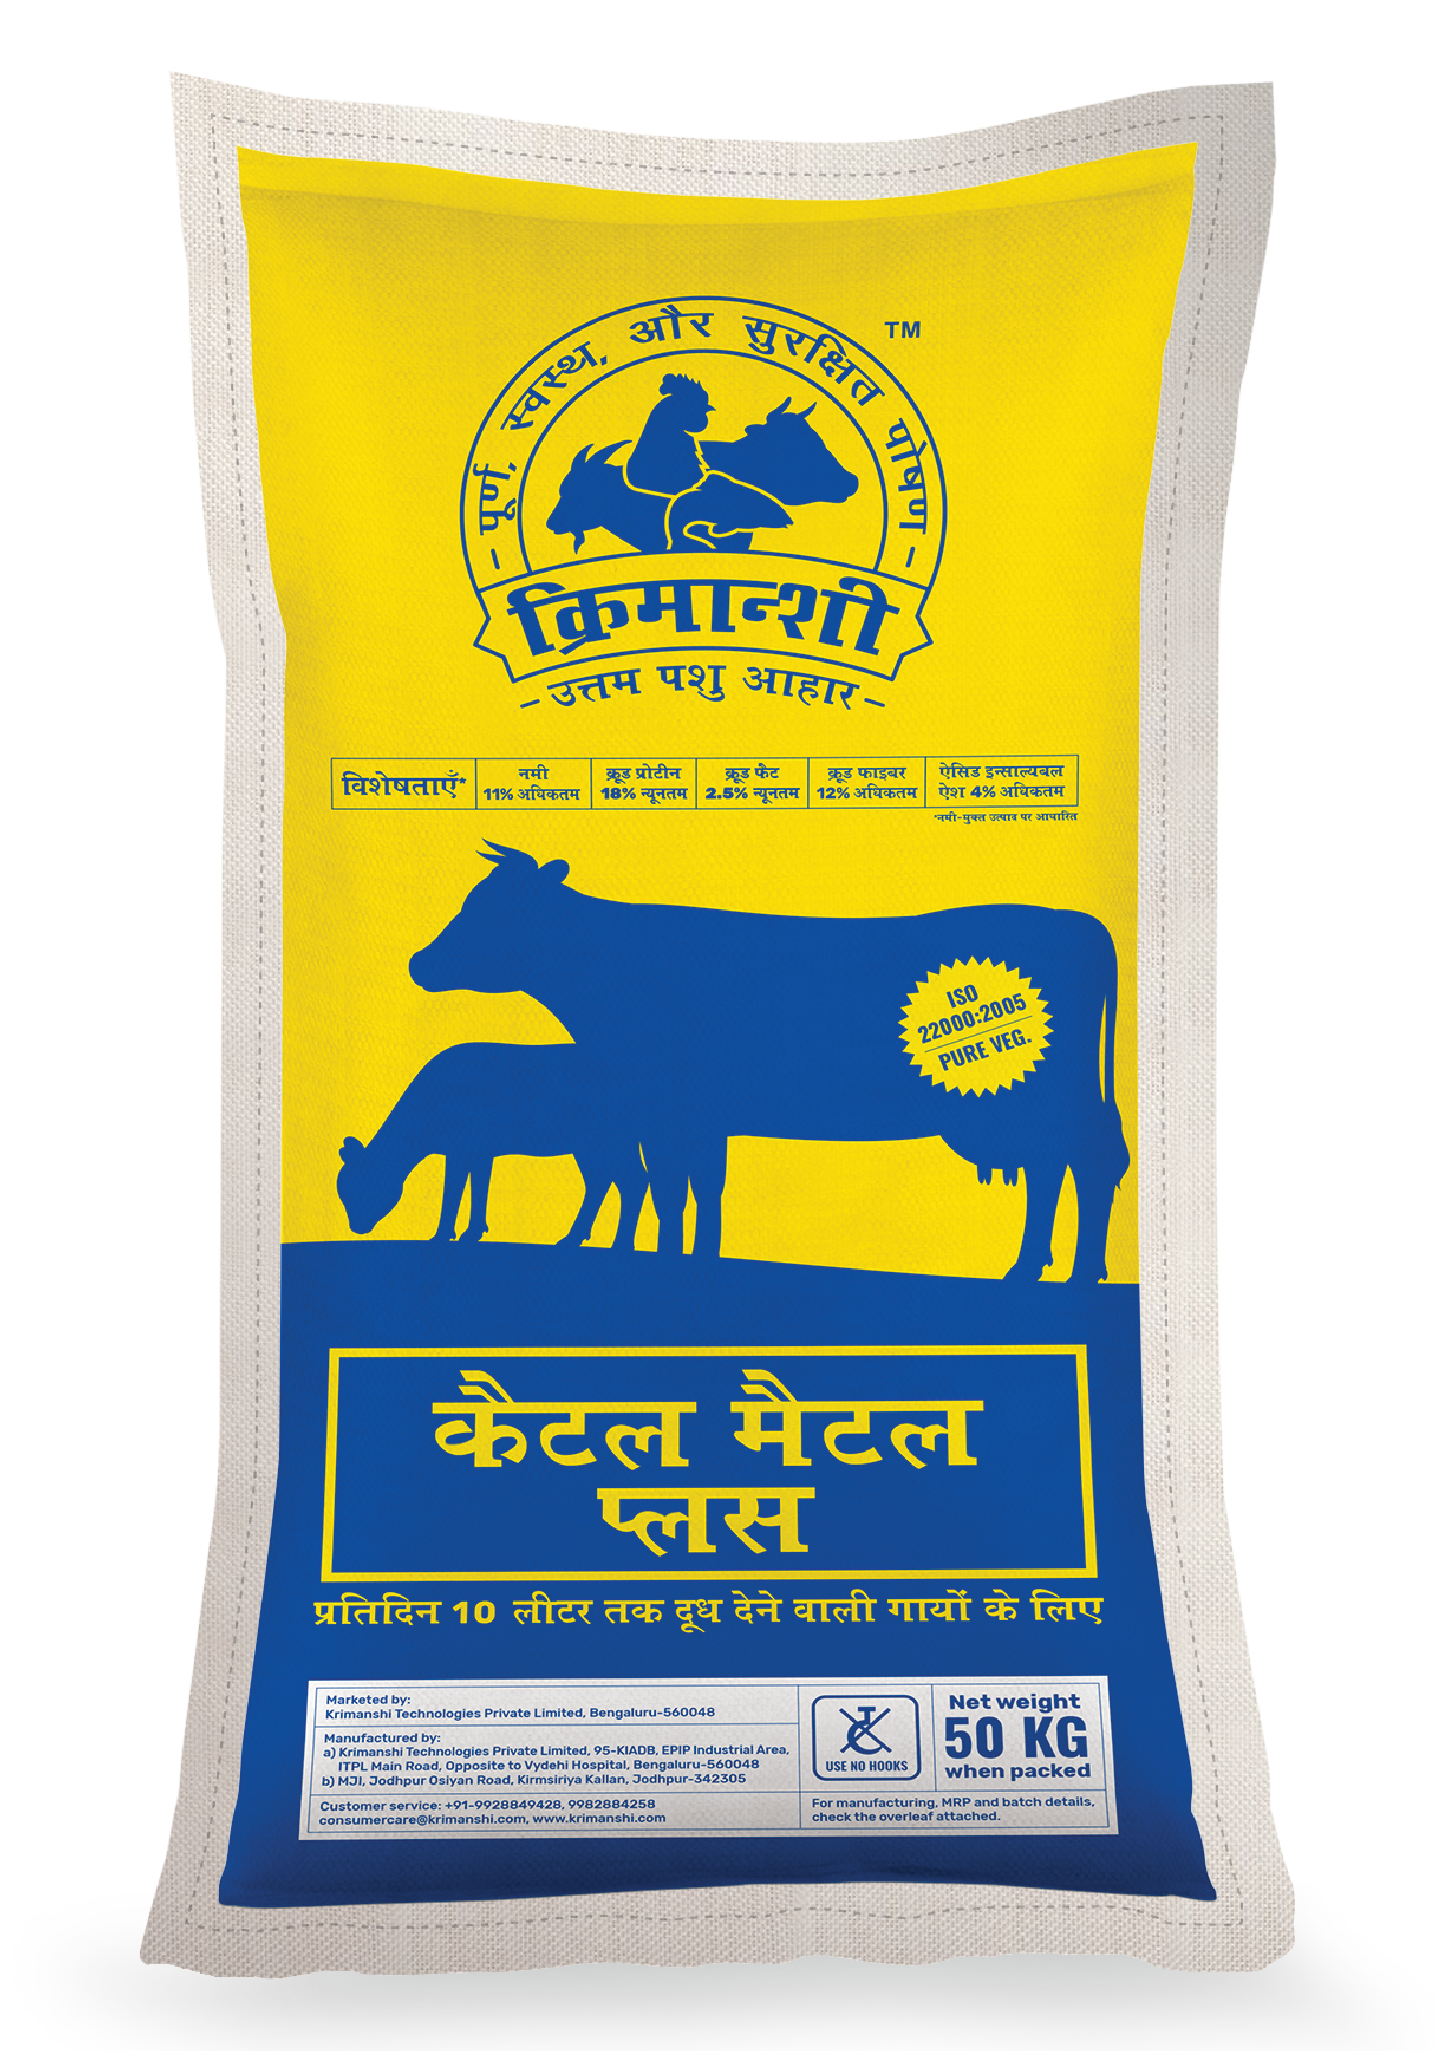 पूर्ण, स्वस्थ, और सुरक्षित पोषण
TM
क्रिमान्शी
उत्तम पशु आहार
विशेषताएँ*
नमी
11% अधिकतम
क्रूड प्रोटीन
18% न्यूनतम
क्रूड फैट
2.5% न्यूनतम
क्रूड फाइबर
12% अधिकतम
ऐसिड इन्साल्यबल
ऐश 4% अधिकतम
*नमी-मुक्त उत्पाद पर आधारित
ISO
22000:2005
PURE VEG.
कैटल मैटल
प्लस
प्रतिदिन 10 लीटर तक दूध देने वाली गायों के लिए
Marketed by:
Krimanshi Technologies Private Limited, Bengaluru-560048
Manufactured by:
a) Krimanshi Technologies Private Limited, 95-KIADB, EPIP Industrial Area,
ITPL Main Road, Opposite to Vydehi Hospital, Bengaluru-560048
b) MJI, Jodhpur Osiyan Road, Kirmsiriya Kallan, Jodhpur-342305
Customer service: +91-9928849428, 9982884258
consumercare@krimanshi.com, www.krimanshi.com
USE NO HOOKS
Net weight
50 KG
when packed
For manufacturing, MRP and batch details,
check the overleaf attached.